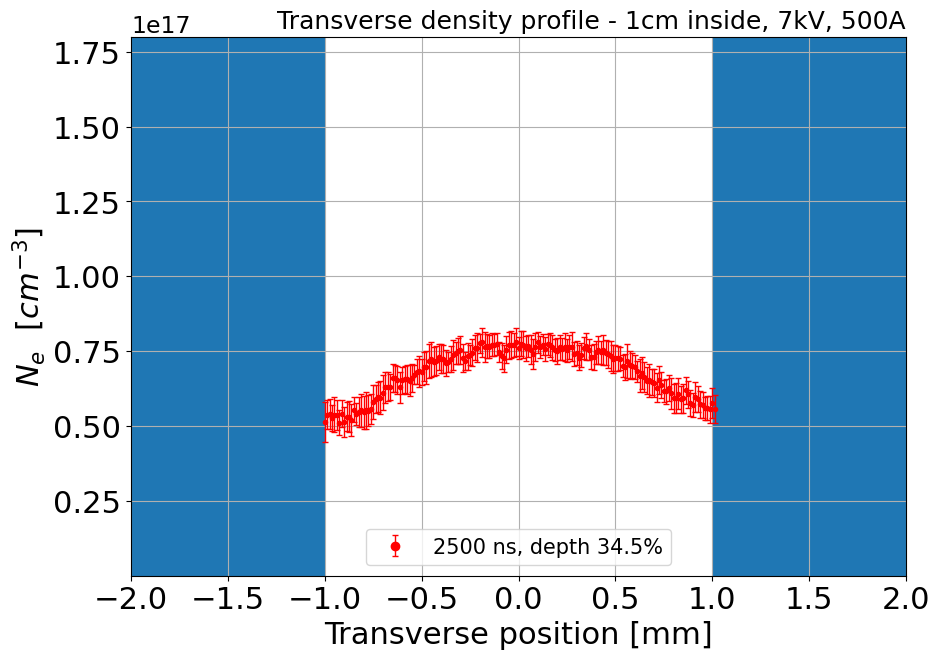 1e17
Transverse density profile - 1cm inside, 7kV, 500A
1.75
1.50
1.25
1.00
0.75
0.50
0.25
N_e [cm^{-3}]
2500 ns, depth 34.5%
−2.0 −1.5 −1.0 −0.5 0.0 0.5 1.0 1.5 2.0
Transverse position [mm]